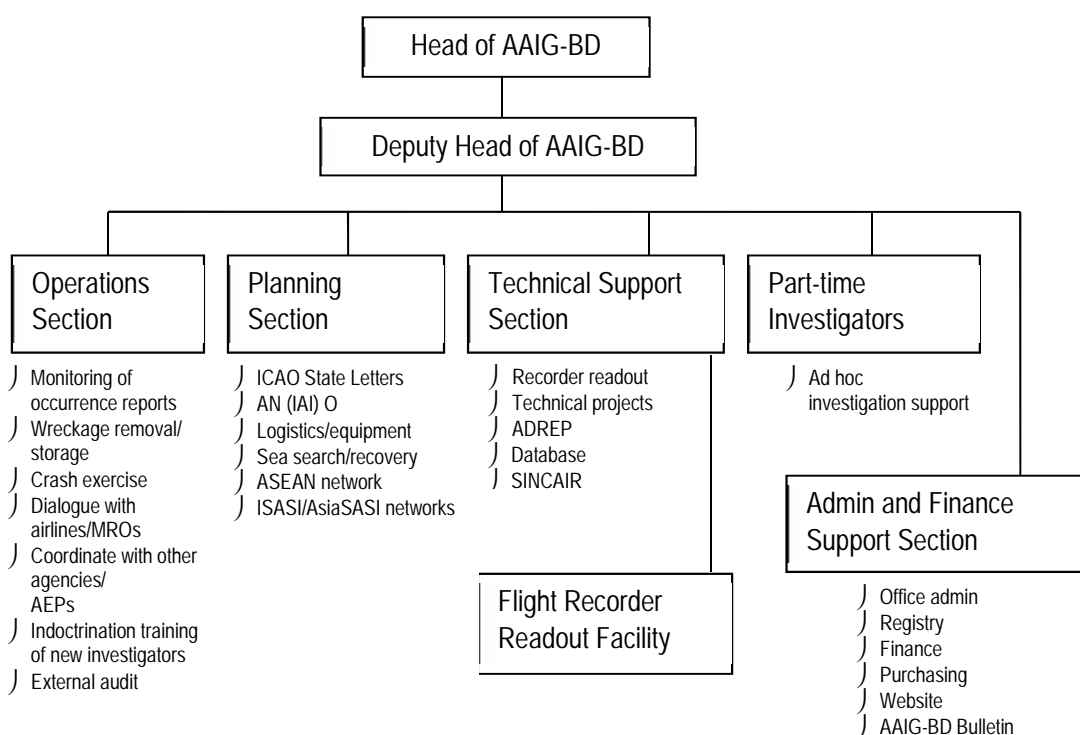 Head of AAIG-BD
Deputy Head of AAIG-BD
Operations
Section
Monitoring of
occurrence reports
Wreckage removal/
storage
Crash exercise
Dialogue with
airlines/MROs
Coordinate with other
agencies/
AEPs
Indoctrination training
of new investigators
External audit
Planning
Section
ICAO State Letters
AN (IAI) O
Logistics/equipment
Sea search/recovery
ASEAN network
ISASI/AsiaSASI networks
Technical Support
Section
Recorder readout
Technical projects
ADREP
Database
SINCAIR
Flight Recorder
Readout Facility
Part-time
Investigators
Ad hoc
investigation support
Admin and Finance
Support Section
Office admin
Registry
Finance
Purchasing
Website
AAIG-BD Bulletin